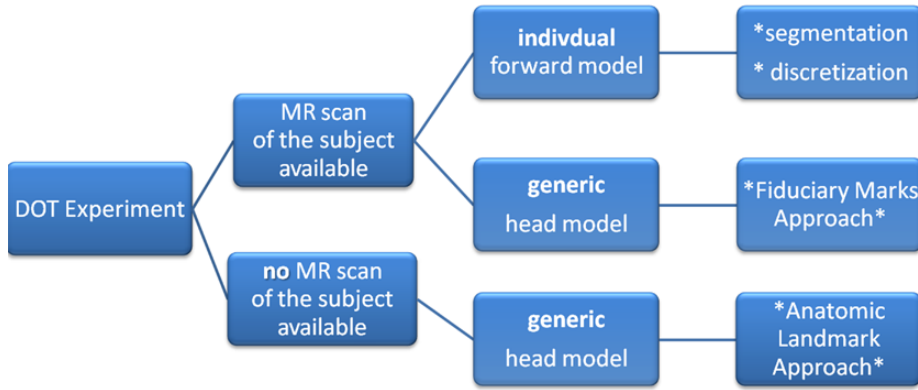 DOT Experiment
MR scan
of the subject
available
no MR scan
of the subject
available
indivdual
forward model
generic
head model
generic
head model
*segmentation
* discretization
*Fiduciary Marks
Approach*
*Anatomic
Landmark
Approach*